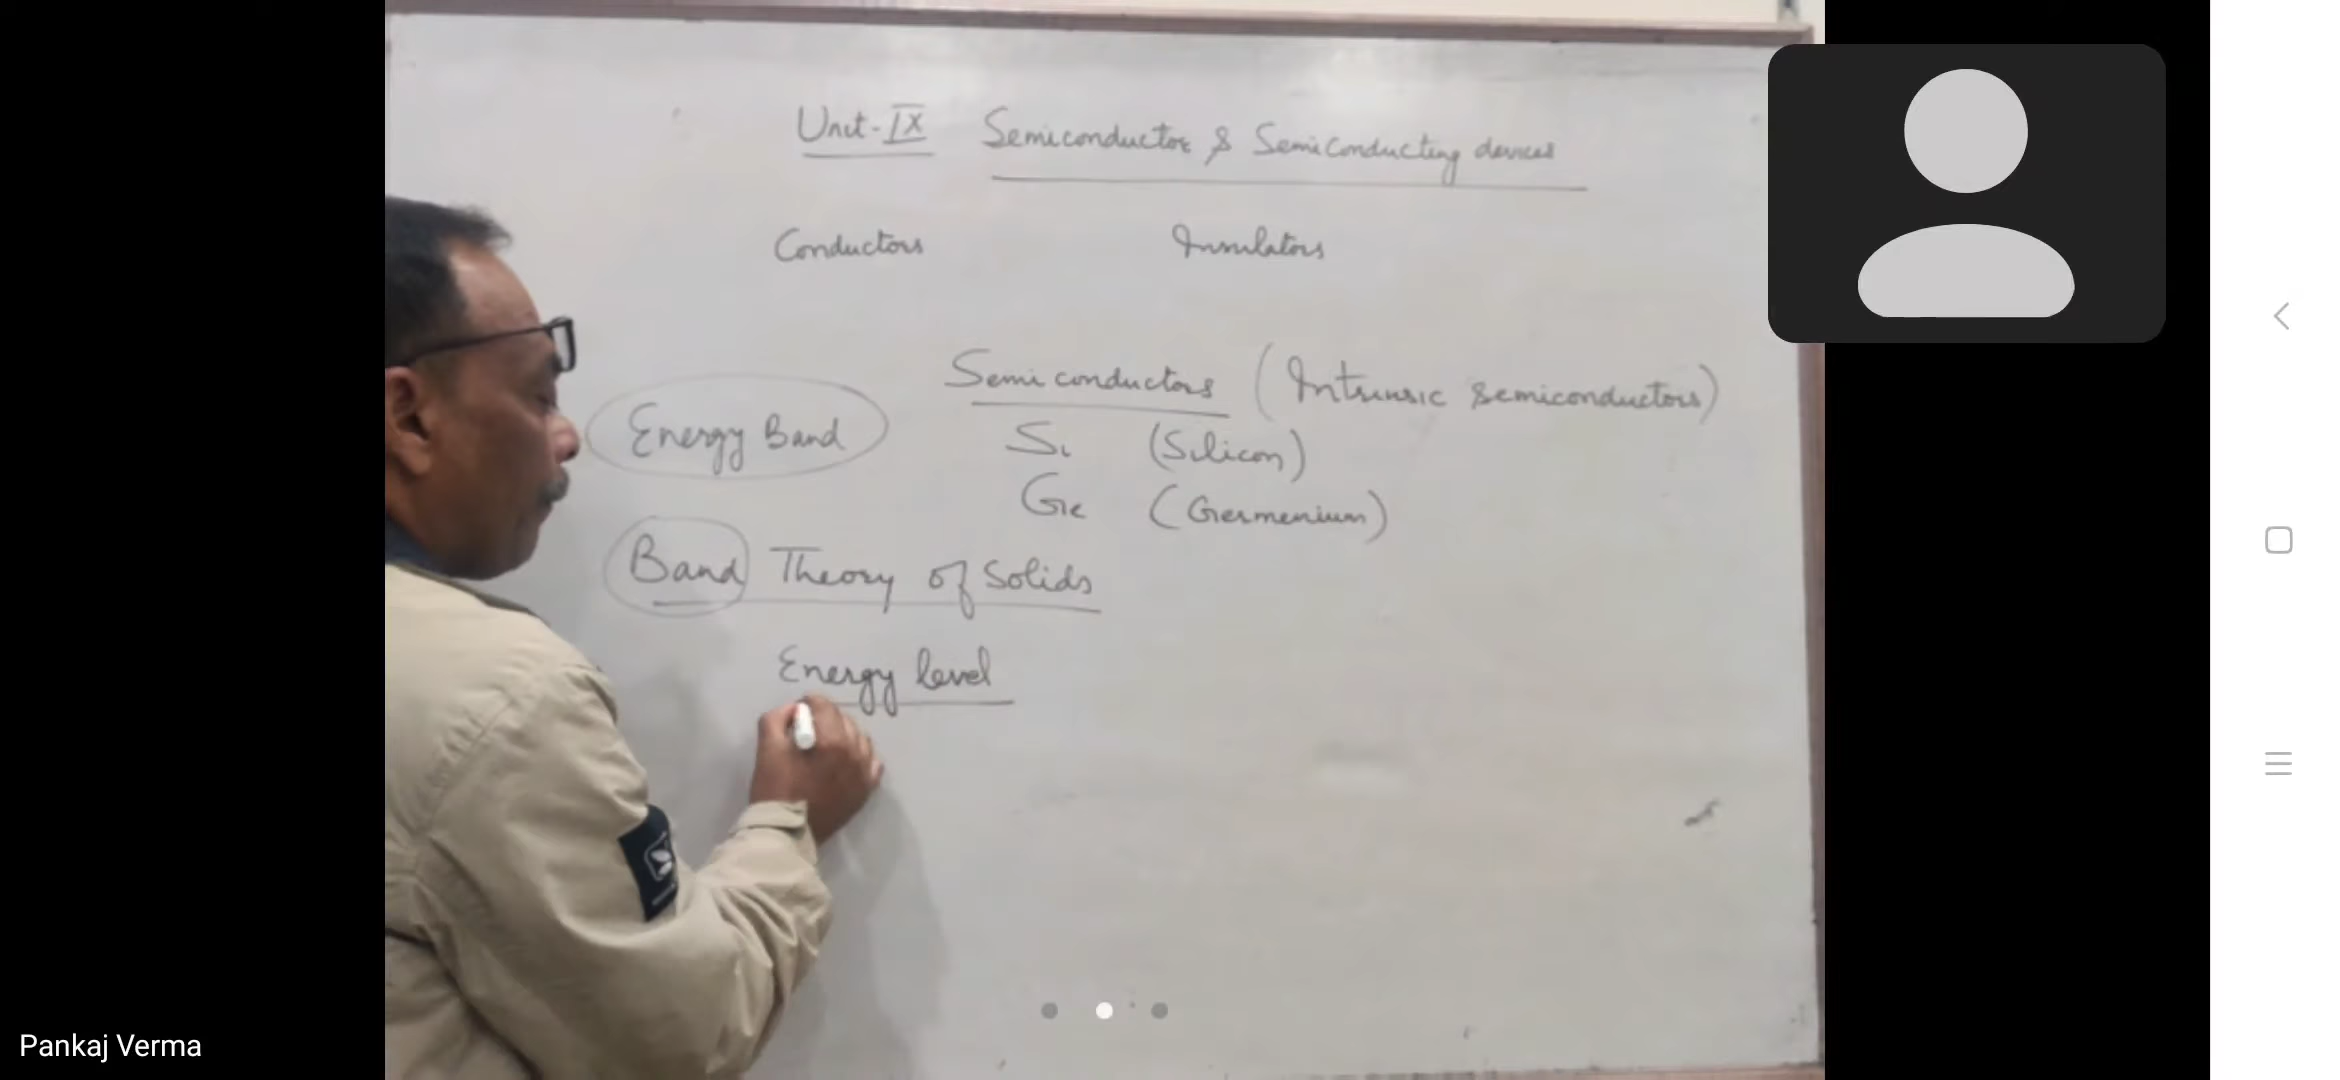 Unit-IX Semiconductor & Semiconducting devices
Conductors Insulators
Semiconductors (Intrinsic semiconductors)
Energy Band
Si (Silicon)
Ge (Germenium)
Band Theory of Solids
Energy level
Pankaj Verma